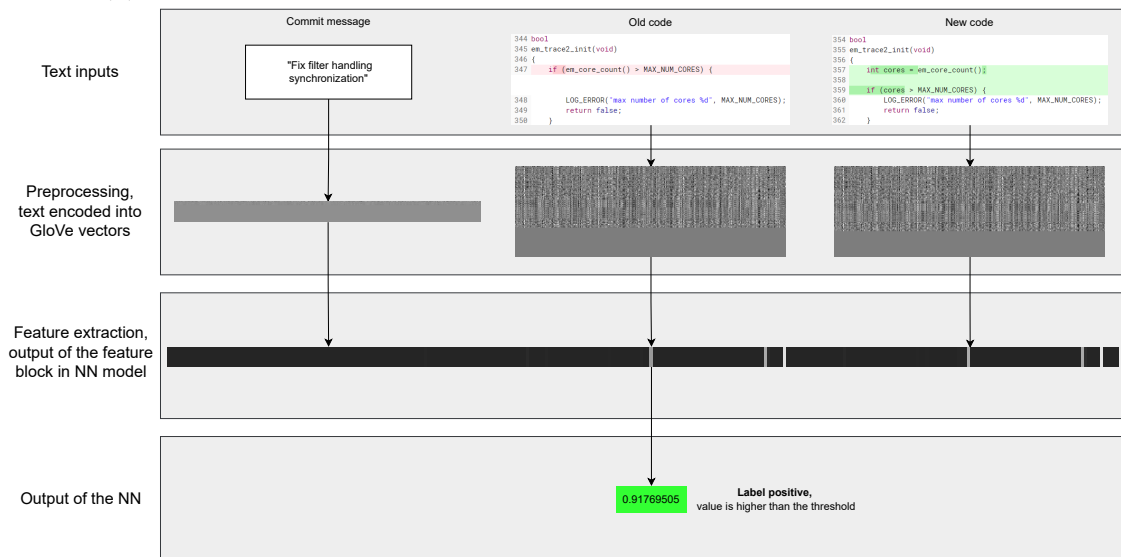 Commit message
Old code
New code
Text inputs
"Fix filter handling
synchronization"
344 bool
345 em_trace2_init(void)
346 {
347 if (em_core_count() > MAX_NUM_CORES) {
348 LOG_ERROR("max number of cores %d", MAX_NUM_CORES);
349 return false;
350 }
354 bool
355 em_trace2_init(void)
356 {
357 int cores = em_core_count();
358
359 if (cores > MAX_NUM_CORES) {
360 LOG_ERROR("max number of cores %d", MAX_NUM_CORES);
361 return false;
362 }
Preprocessing,
text encoded into
GloVe vectors
Feature extraction,
output of the feature
block in NN model
Output of the NN
0.91769505
Label positive,
value is higher than the threshold